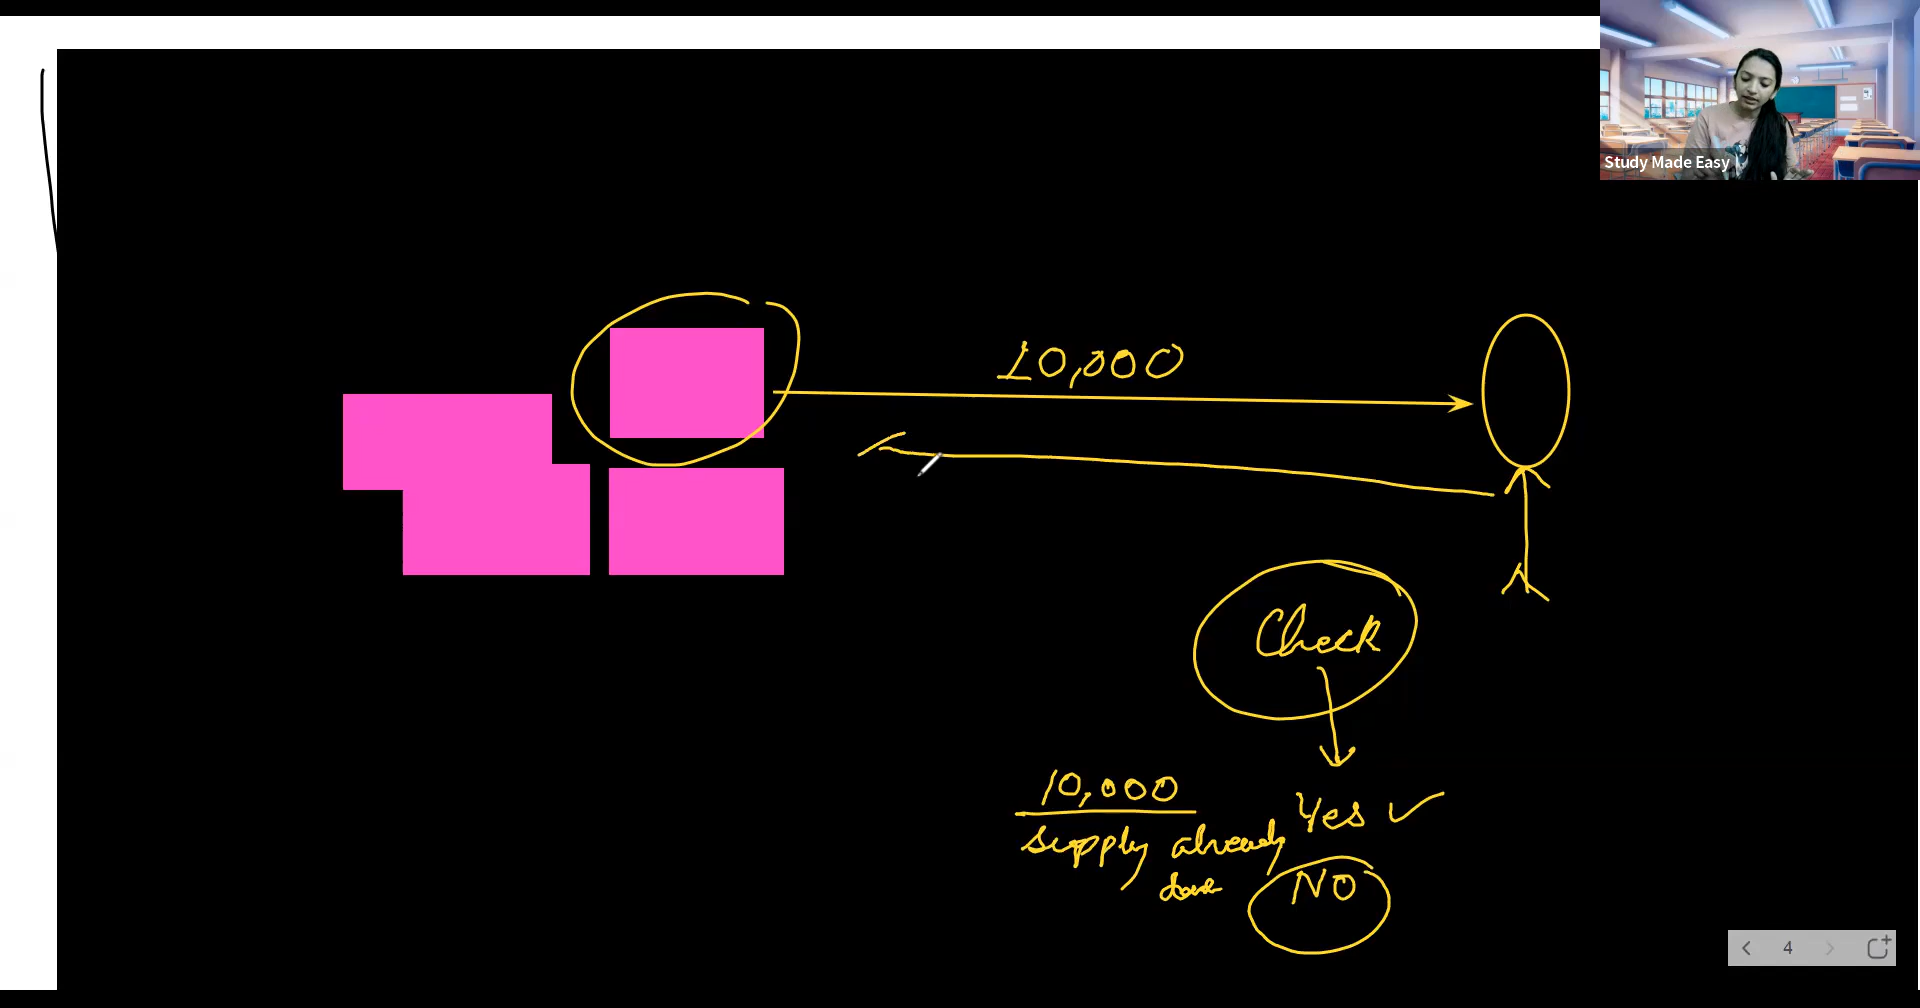 Study Made Easy
10,000
Check
10,000
Yes
supply already
done
NO
4